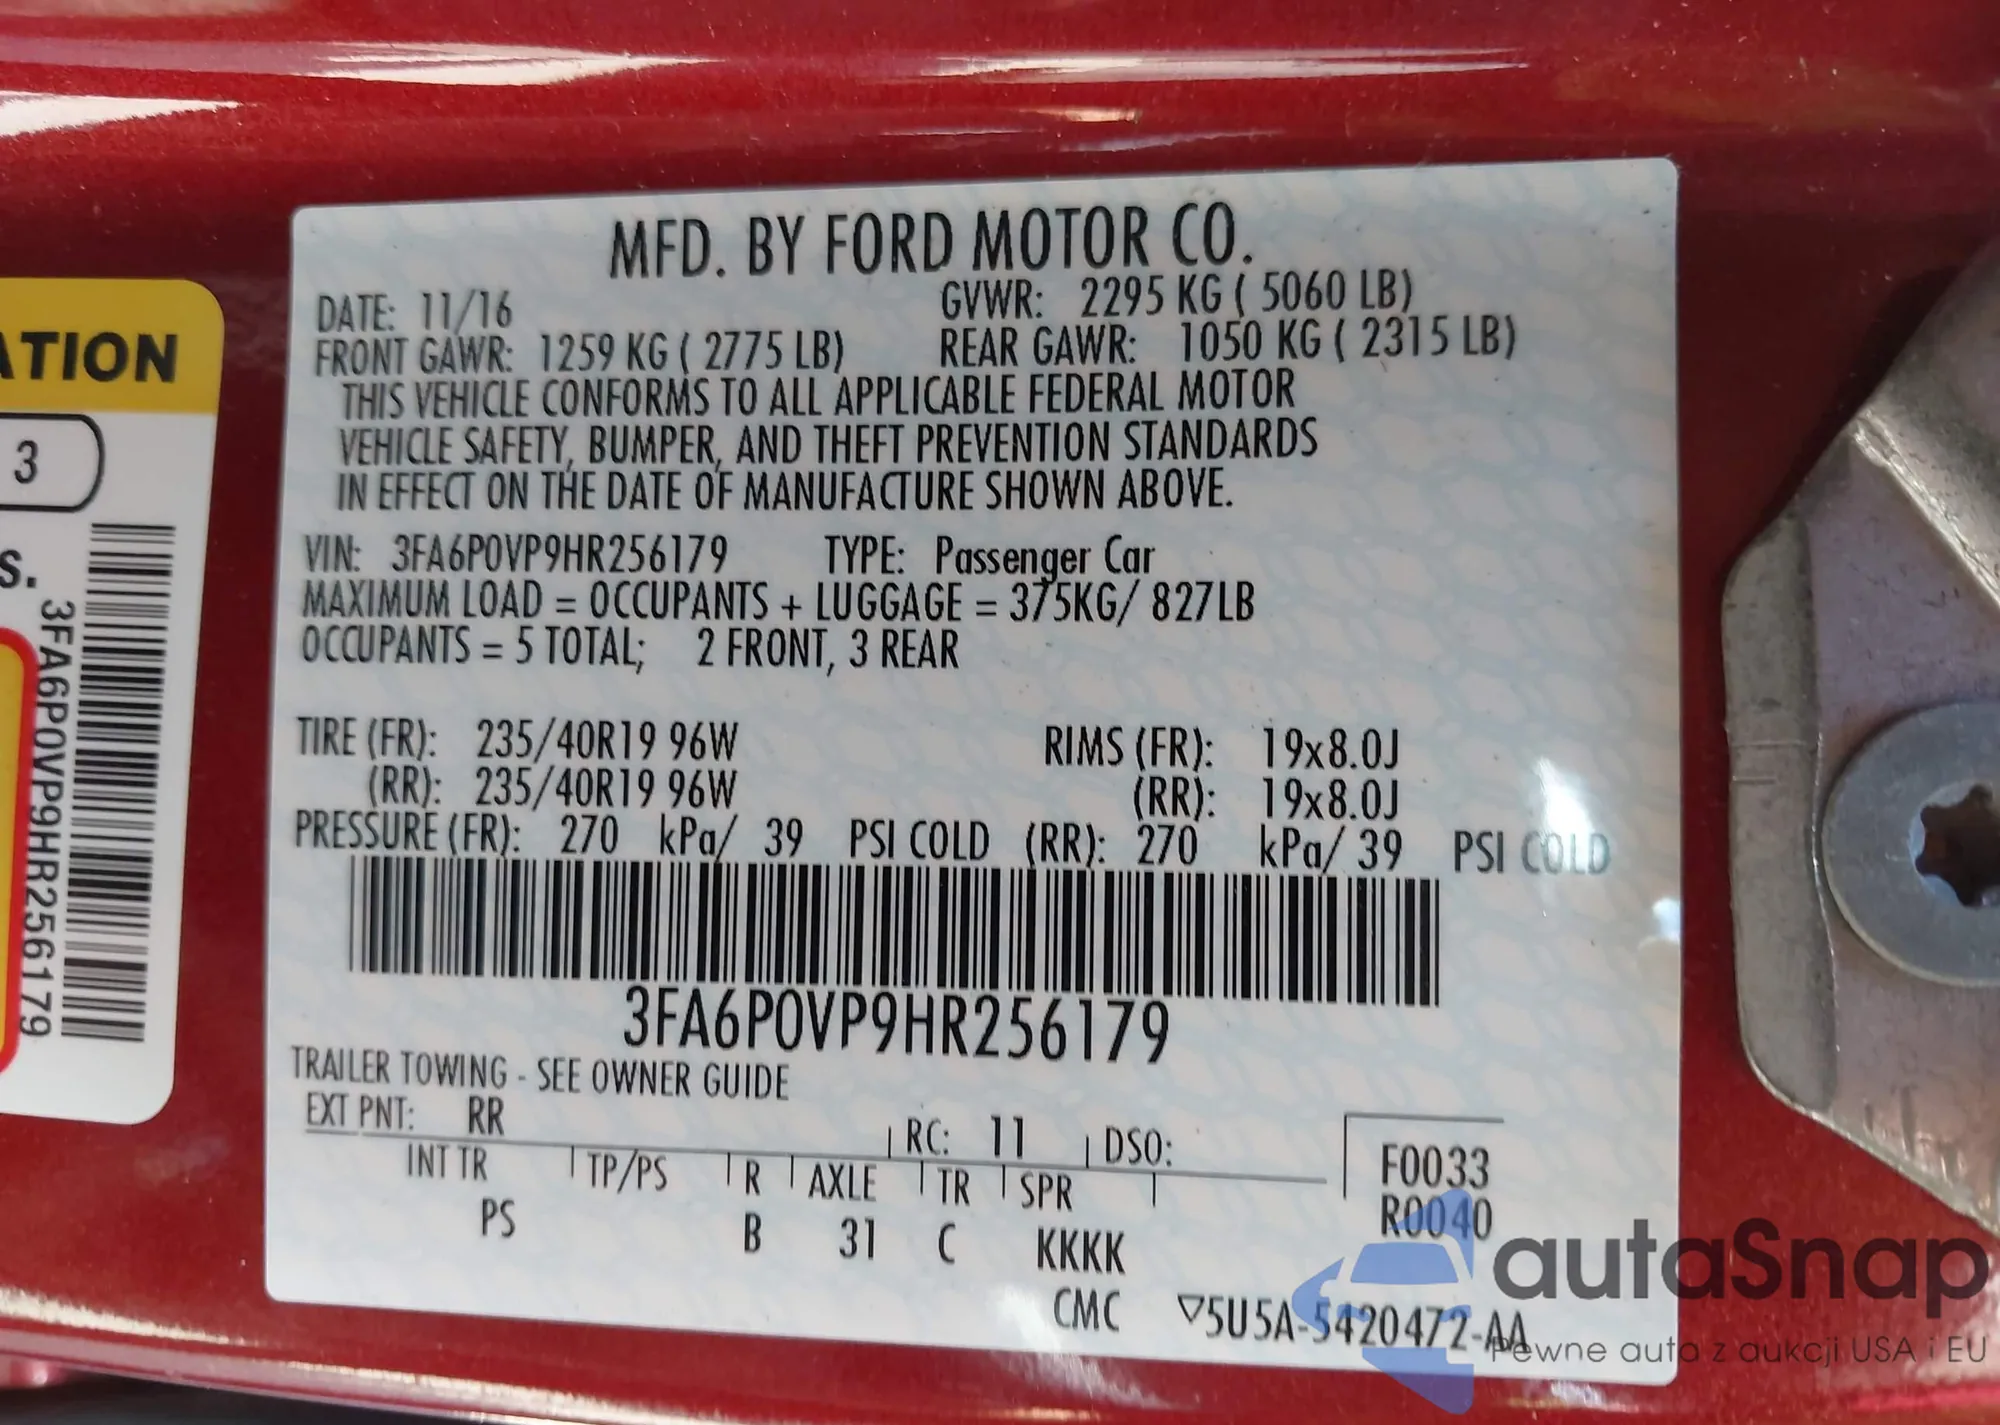 MFD. BY FORD MOTOR CO.
DATE: 11/16 GVWR: 2295 KG ( 5060 LB)
FRONT GAWR: 1259 KG ( 2775 LB) REAR GAWR: 1050 KG ( 2315 LB)
THIS VEHICLE CONFORMS TO ALL APPLICABLE FEDERAL MOTOR
VEHICLE SAFETY, BUMPER, AND THEFT PREVENTION STANDARDS
IN EFFECT ON THE DATE OF MANUFACTURE SHOWN ABOVE.
VIN: 3FA6P0VP9HR256179 TYPE: Passenger Car
MAXIMUM LOAD = OCCUPANTS + LUGGAGE = 375KG/ 827LB
OCCUPANTS = 5 TOTAL; 2 FRONT, 3 REAR
TIRE (FR): 235/40R19 96W RIMS (FR): 19x8.0J
(RR): 235/40R19 96W (RR): 19x8.0J
PRESSURE (FR): 270 kPa/ 39 PSI COLD (RR): 270 kPa/ 39 PSI COLD
3FA6P0VP9HR256179
TRAILER TOWING - SEE OWNER GUIDE
EXT PNT: RR RC: 11 DSO:
INT TR TP/PS R AXLE TR SPR
PS B 31 C KKKK
F0033
R0040
CMC ▽5U5A-5420472-AA
ATION
3
S.
3FA6P0VP9HR256179
autaSnap
Pewne auta z aukcji USA i EU